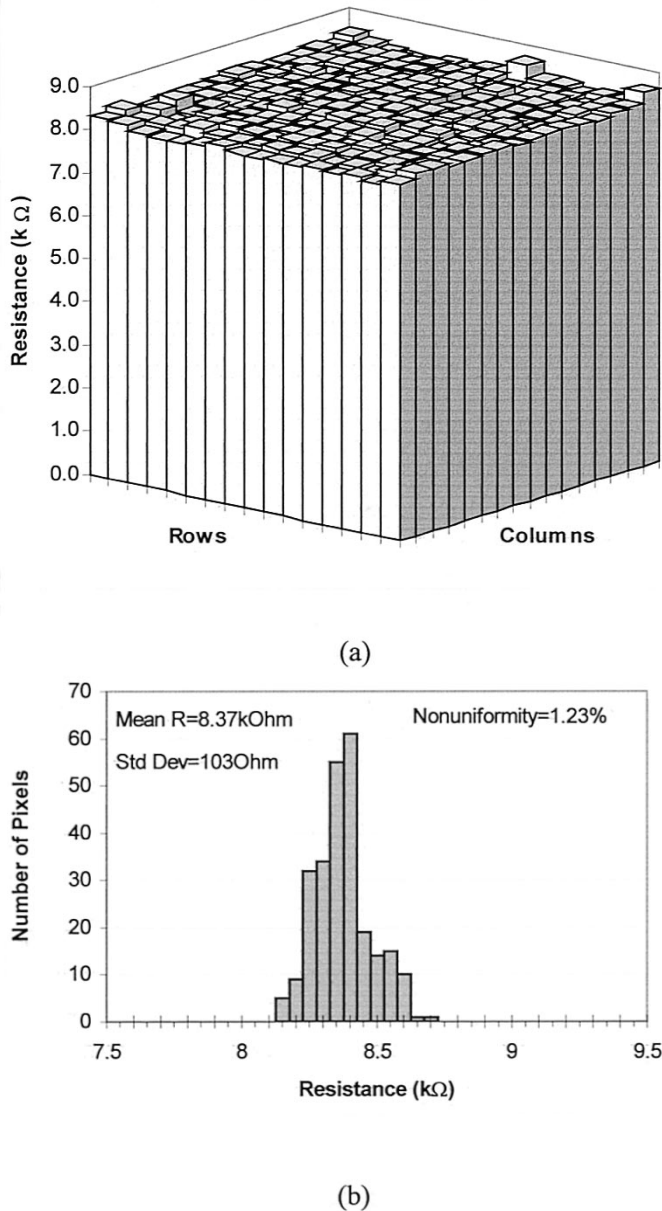 9.0
8.0
7.0
6.0
5.0
4.0
3.0
2.0
1.0
0.0
Resistance (k Ω)
Rows
Columns
(a)
70
60
50
40
30
20
10
0
Number of Pixels
Mean R=8.37kOhm
Nonuniformity=1.23%
Std Dev=103Ohm
7.5
8
8.5
9
9.5
Resistance (kΩ)
(b)